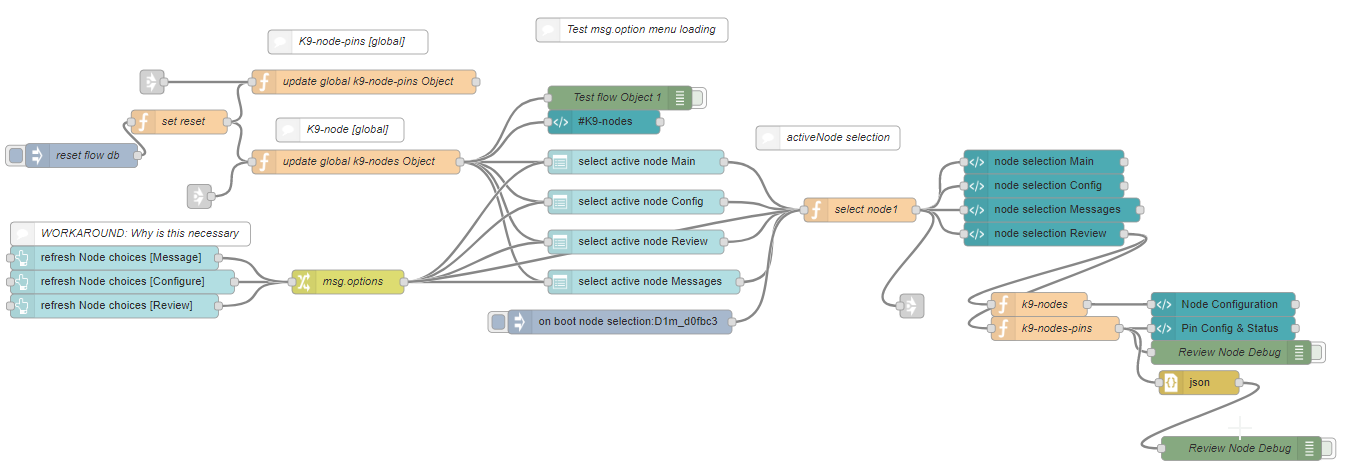 K9-node-pins [global]
Test msg.option menu loading
update global k9-node-pins Object
set reset
K9-node [global]
reset flow db
update global k9-nodes Object
Test flow Object 1
#K9-nodes
select active node Main
select active node Config
select active node Review
select active node Messages
on boot node selection:D1m_d0fbc3
WORKAROUND: Why is this necessary
refresh Node choices [Message]
refresh Node choices [Configure]
refresh Node choices [Review]
msg.options
activeNode selection
select node1
node selection Main
node selection Config
node selection Messages
node selection Review
k9-nodes
k9-nodes-pins
Node Configuration
Pin Config & Status
Review Node Debug
json
Review Node Debug